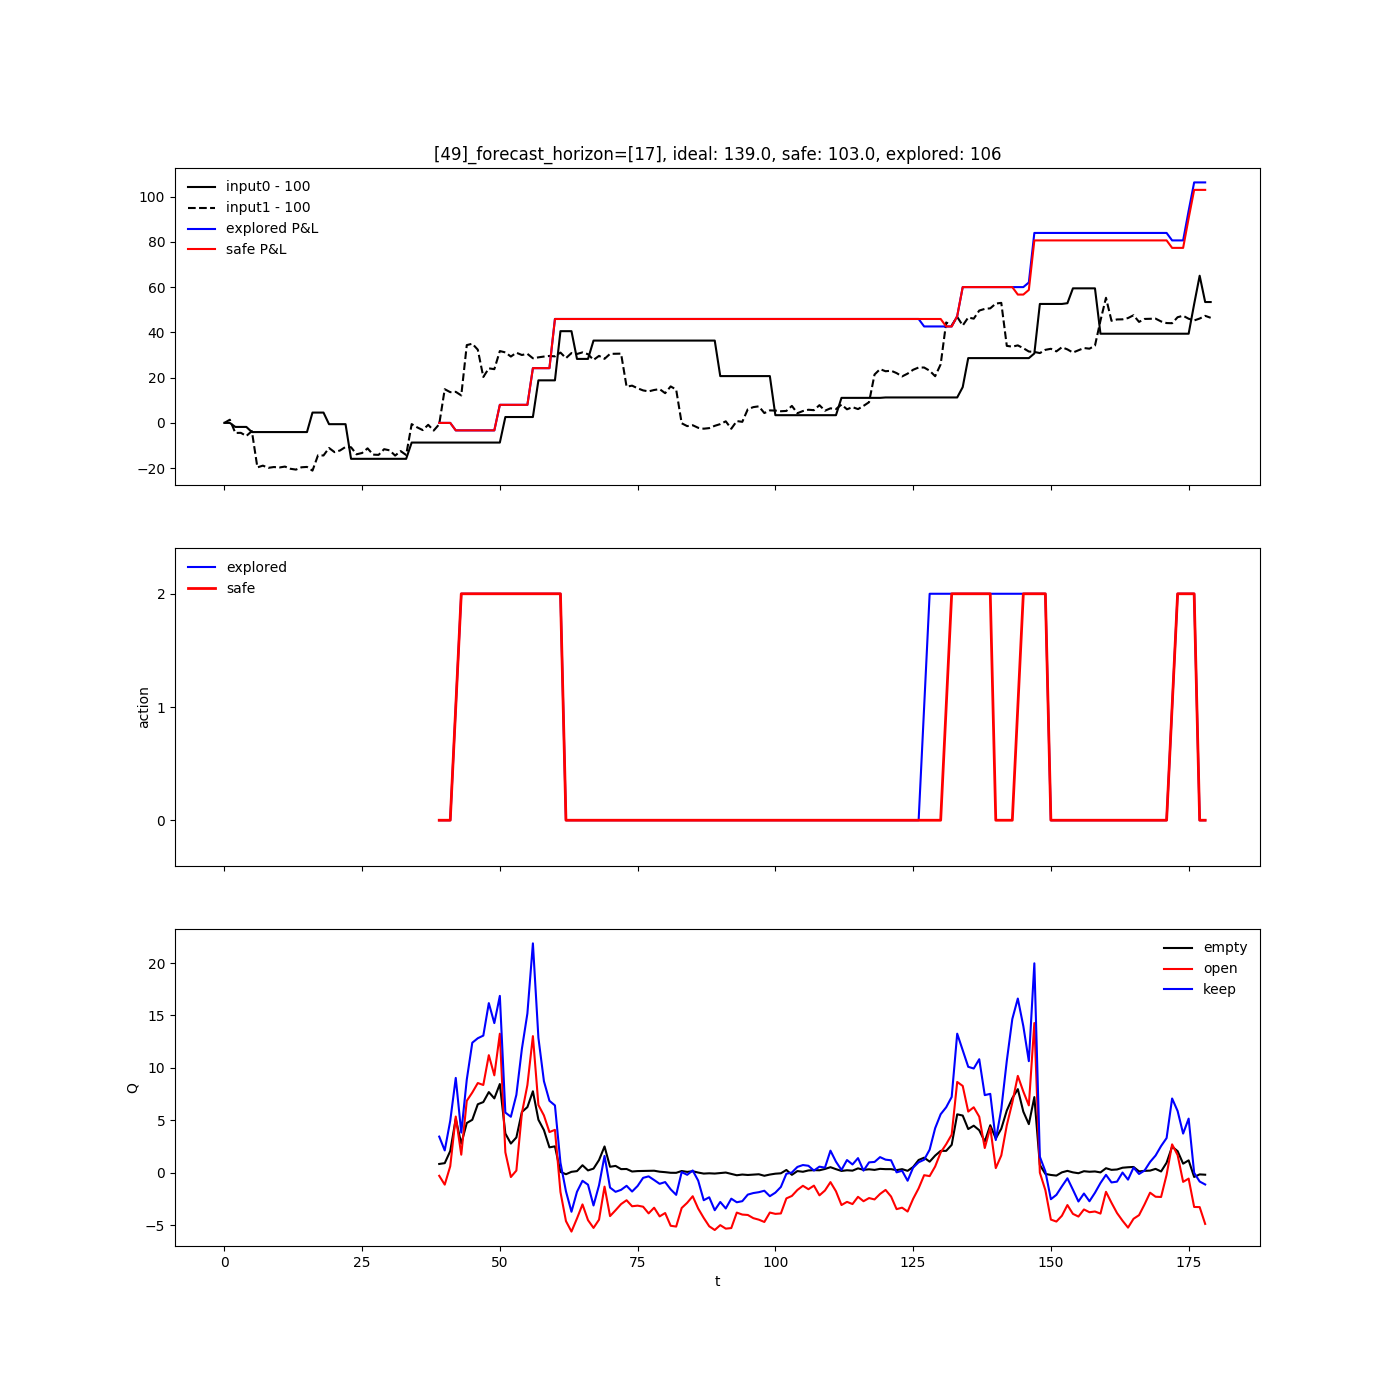 [49]_forecast_horizon=[17], ideal: 139.0, safe: 103.0, explored: 106
input0 - 100
input1 - 100
explored P&L
safe P&L
100
80
60
40
20
0
−20
explored
safe
2
1
0
action
empty
open
keep
20
15
10
5
0
−5
Q
0 25 50 75 100 125 150 175
t